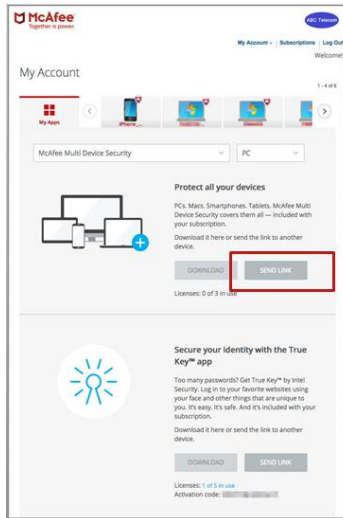 McAfee
Together is power.
ABC Telecom
My Account
Subscriptions | Log Out
Welcome
My Account
1 - 4 of 8
My Apps
iPhone
McAfee Multi Device Security
PC
Protect all your devices
PCs. Macs. Smartphones. Tablets. McAfee Multi
Device Security covers them all — included with
your subscription.
Download it here or send the link to another
device.
DOWNLOAD
SEND LINK
Licenses: 0 of 3 in use
Secure your identity with the True
Key™ app
Too many passwords? Get True Key™ by Intel
Security. Log in to your favorite websites using
your face and other things that are unique to
you. It's easy. It's safe. And it's included with your
subscription.
Download it here or send the link to another
device.
DOWNLOAD
SEND LINK
Licenses: 1 of 5 in use
Activation code: